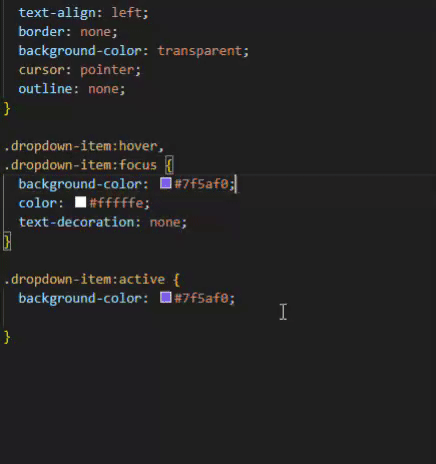 text-align: left;
border: none;
background-color: transparent;
cursor: pointer;
outline: none;
}
.dropdown-item:hover,
.dropdown-item:focus {
background-color: #7f5af0;
color: #fffffe;
text-decoration: none;
}
.dropdown-item:active {
background-color: #7f5af0;
}